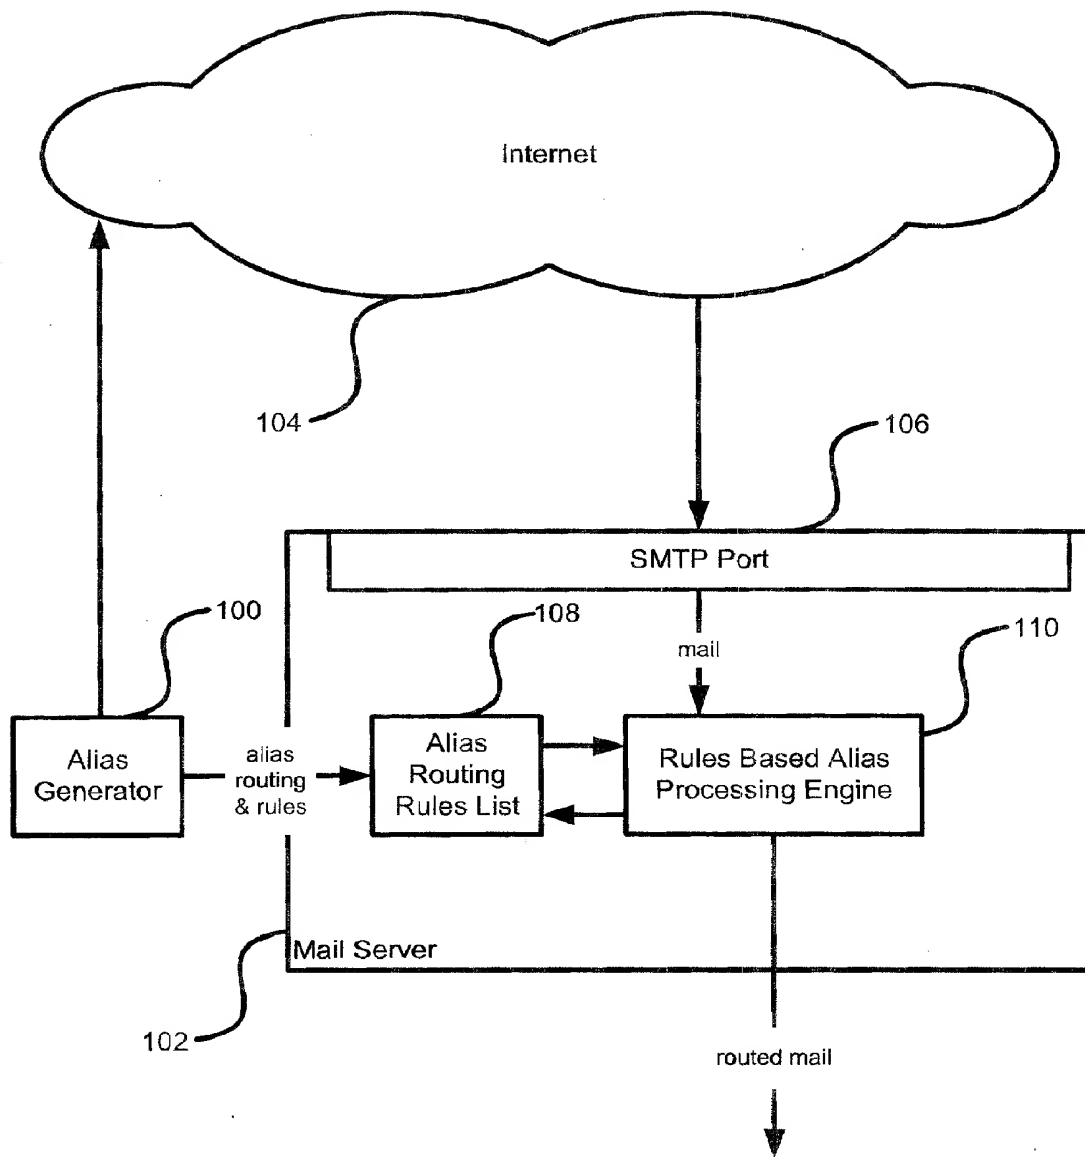 Internet
104
106
SMTP Port
100
108
110
mail
Alias
Generator
alias
routing
& rules
Alias
Routing
Rules List
Rules Based Alias
Processing Engine
Mail Server
102
routed mail